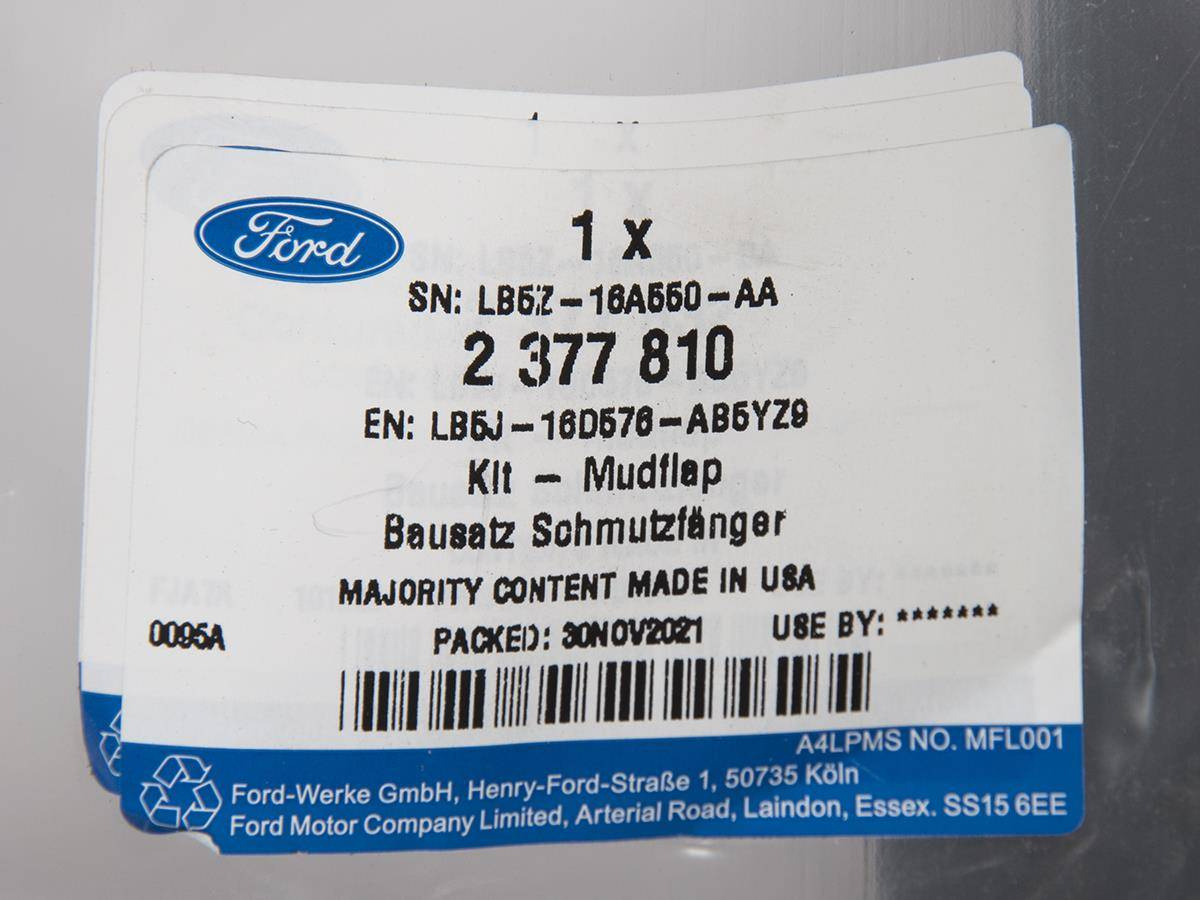 Ford
1 x
SN: LB5Z-16A550-AA
2 377 810
EN: LB5J-16D576-AB5YZ9
Kit - Mudflap
Bausatz Schmutzfänger
MAJORITY CONTENT MADE IN USA
0095A PACKED: 30NOV2021 USE BY: *******
A4LPMS NO. MFL001
Ford-Werke GmbH, Henry-Ford-Straße 1, 50735 Köln
Ford Motor Company Limited, Arterial Road, Laindon, Essex. SS15 6EE